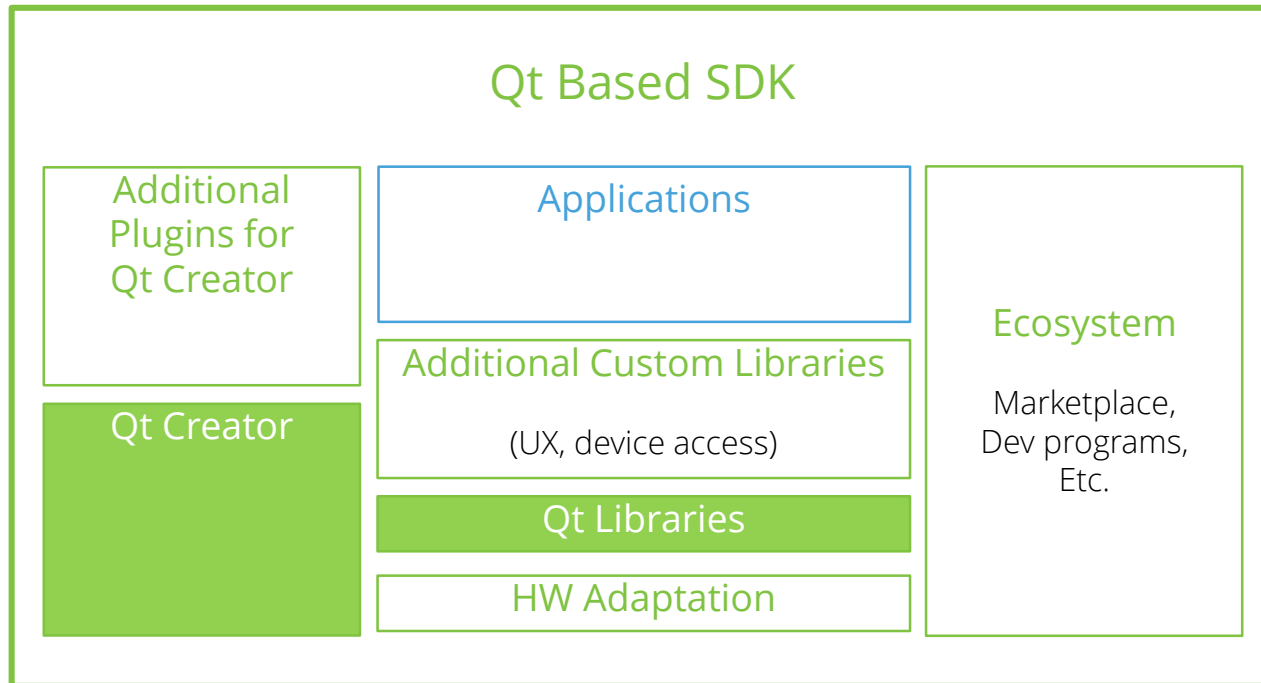 Qt Based SDK
Additional
Plugins for
Qt Creator
Qt Creator
Applications
Additional Custom Libraries
(UX, device access)
Qt Libraries
HW Adaptation
Ecosystem
Marketplace,
Dev programs,
Etc.